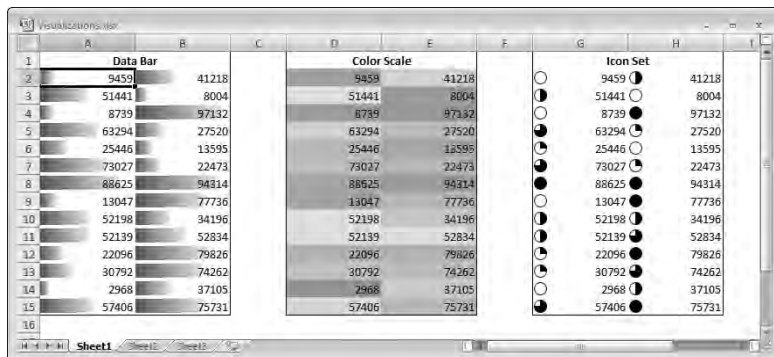 Visualizations.xlsx
A B C D E F G H I
1 Data Bar Color Scale Icon Set
2 9459 41218 9459 41218 9459 41218
3 51441 8004 51441 8004 51441 8004
4 8739 97132 8739 97132 8739 97132
5 63294 27520 63294 27520 63294 27520
6 25446 13595 25446 13595 25446 13595
7 73027 22473 73027 22473 73027 22473
8 88625 94314 88625 94314 88625 94314
9 13047 77736 13047 77736 13047 77736
10 52198 34196 52198 34196 52198 34196
11 52139 52834 52139 52834 52139 52834
12 22096 79826 22096 79826 22096 79826
13 30792 74262 30792 74262 30792 74262
14 2968 37105 2968 37105 2968 37105
15 57406 75731 57406 75731 57406 75731
16
Sheet1 Sheet2 Sheet3